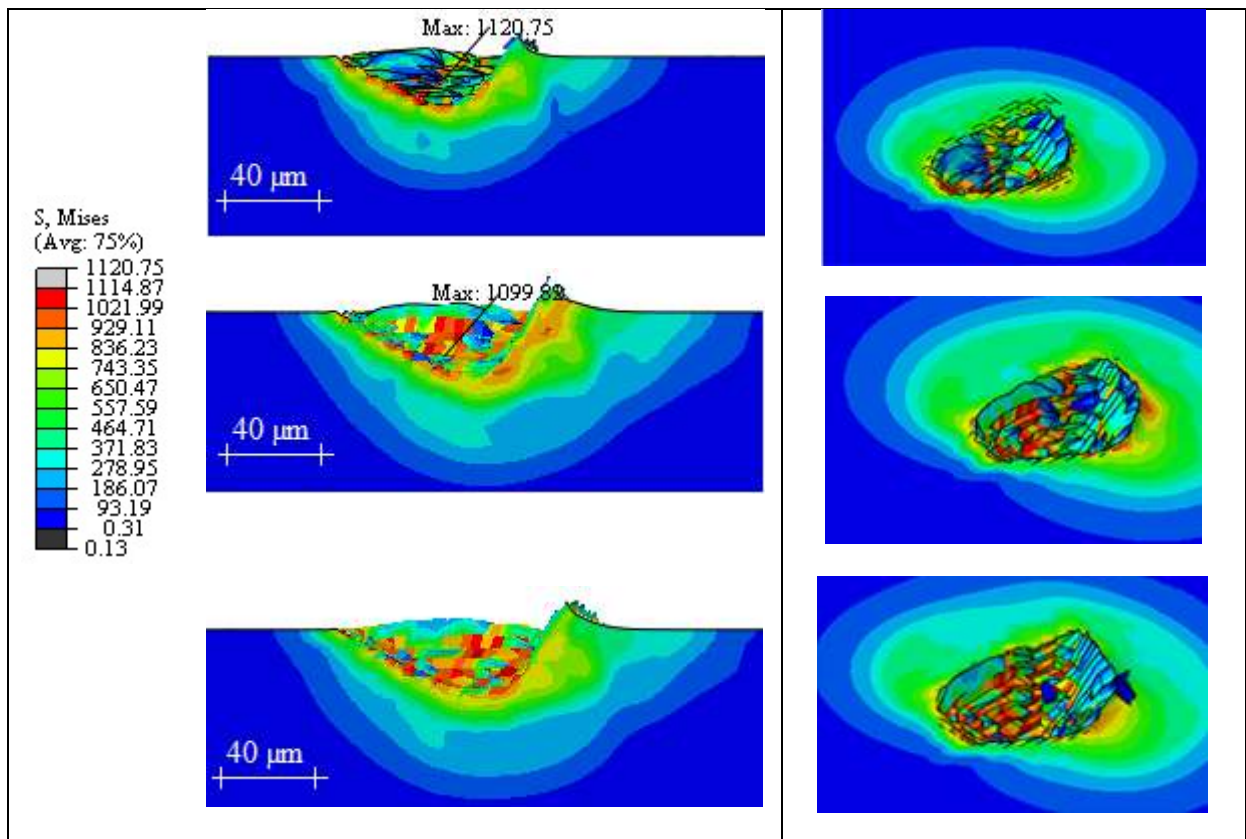 Max: 1120.75
40 μm
S, Mises
(Avg: 75%)
1120.75
1114.87
1021.99
929.11
836.23
743.35
650.47
557.59
464.71
371.83
278.95
186.07
93.19
0.31
0.13
Max: 1099.89
40 μm
40 μm